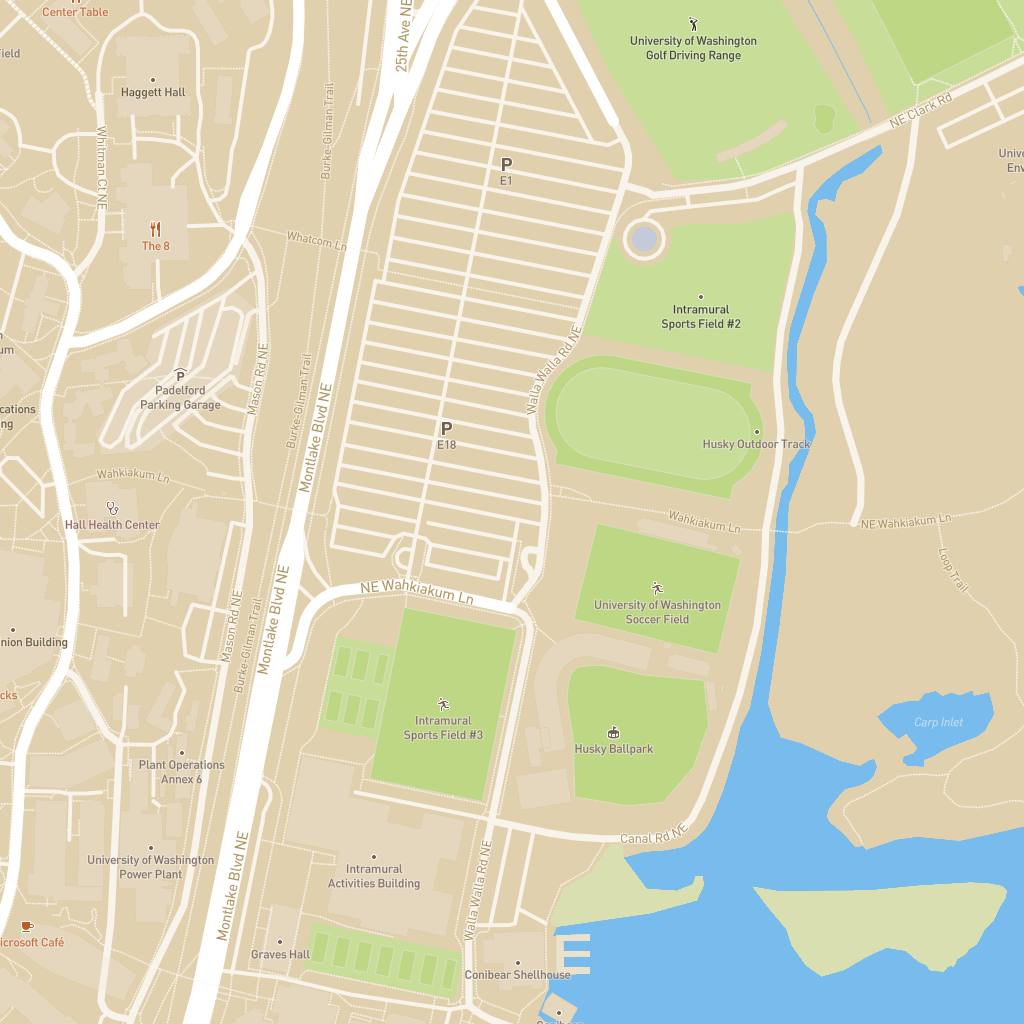 Center Table
25th Ave NE
University of Washington
Golf Driving Range
Field
Haggett Hall
Burke-Gilman Trail
NE Clark Rd
Whitman Ct NE
P
E1
The 8
Whatcom Ln
Intramural
Sports Field #2
Walla Walla Rd NE
P
Padelford
Parking Garage
Mason Rd NE
Burke-Gilman Trail
Montlake Blvd NE
P
E18
Husky Outdoor Track
Wahkiakum Ln
Hall Health Center
Wahkiakum Ln
NE Wahkiakum Ln
Loop Trail
NE Wahkiakum Ln
University of Washington
Soccer Field
Mason Rd NE
Burke-Gilman Trail
Montlake Blvd NE
nion Building
Intramural
Sports Field #3
Carp Inlet
Husky Ballpark
Plant Operations
Annex 6
Canal Rd NE
University of Washington
Power Plant
Montlake Blvd NE
Intramural
Activities Building
Walla Walla Rd NE
icrosoft Café
Graves Hall
Conibear Shellhouse